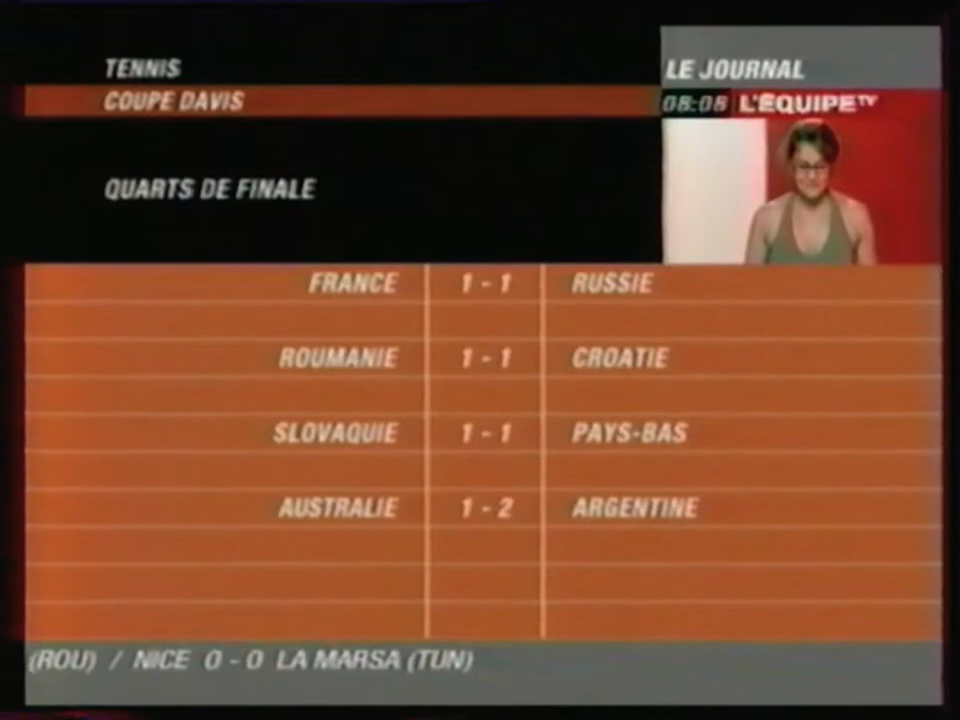 TENNIS
LE JOURNAL
COUPE DAVIS
08:08 L'ÉQUIPE TV
QUARTS DE FINALE
FRANCE 1 - 1 RUSSIE
ROUMANIE 1 - 1 CROATIE
SLOVAQUIE 1 - 1 PAYS-BAS
AUSTRALIE 1 - 2 ARGENTINE
(ROU) / NICE 0 - 0 LA MARSA (TUN)